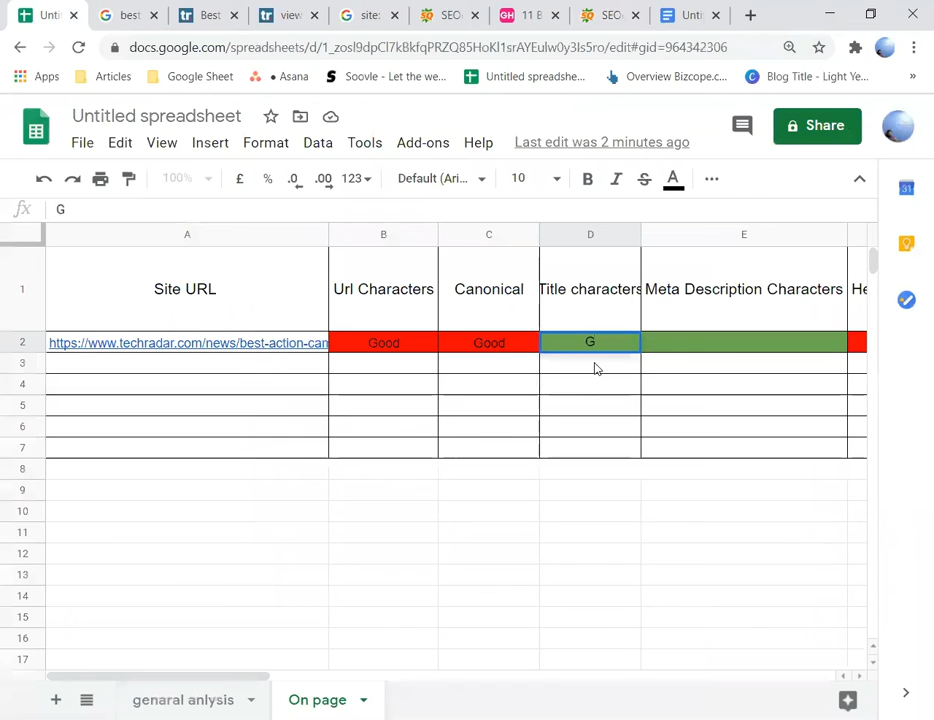 Unti
best
Best
view
site:
SEO
11 B
SEO
Unti
docs.google.com/spreadsheets/d/1_zosl9dpCl7kBkfqPRZQ85HoKl1srAYEulw0y3Is5ro/edit#gid=964342306
Apps
Articles
Google Sheet
Asana
Soovle - Let the we...
Untitled spreadshe...
Overview Bizcope.c...
Blog Title - Light Ye...
»
Untitled spreadsheet
File Edit View Insert Format Data Tools Add-ons Help Last edit was 2 minutes ago
Share
100% £ % .0 .00 123 Default (Ari... 10 B I S A
31
fx G
A B C D E
1 Site URL Url Characters Canonical Title characters Meta Description Characters He
2 https://www.techradar.com/news/best-action-cam Good Good G
3
4
5
6
7
8
9
10
11
12
13
14
15
16
17
genaral anlysis
On page